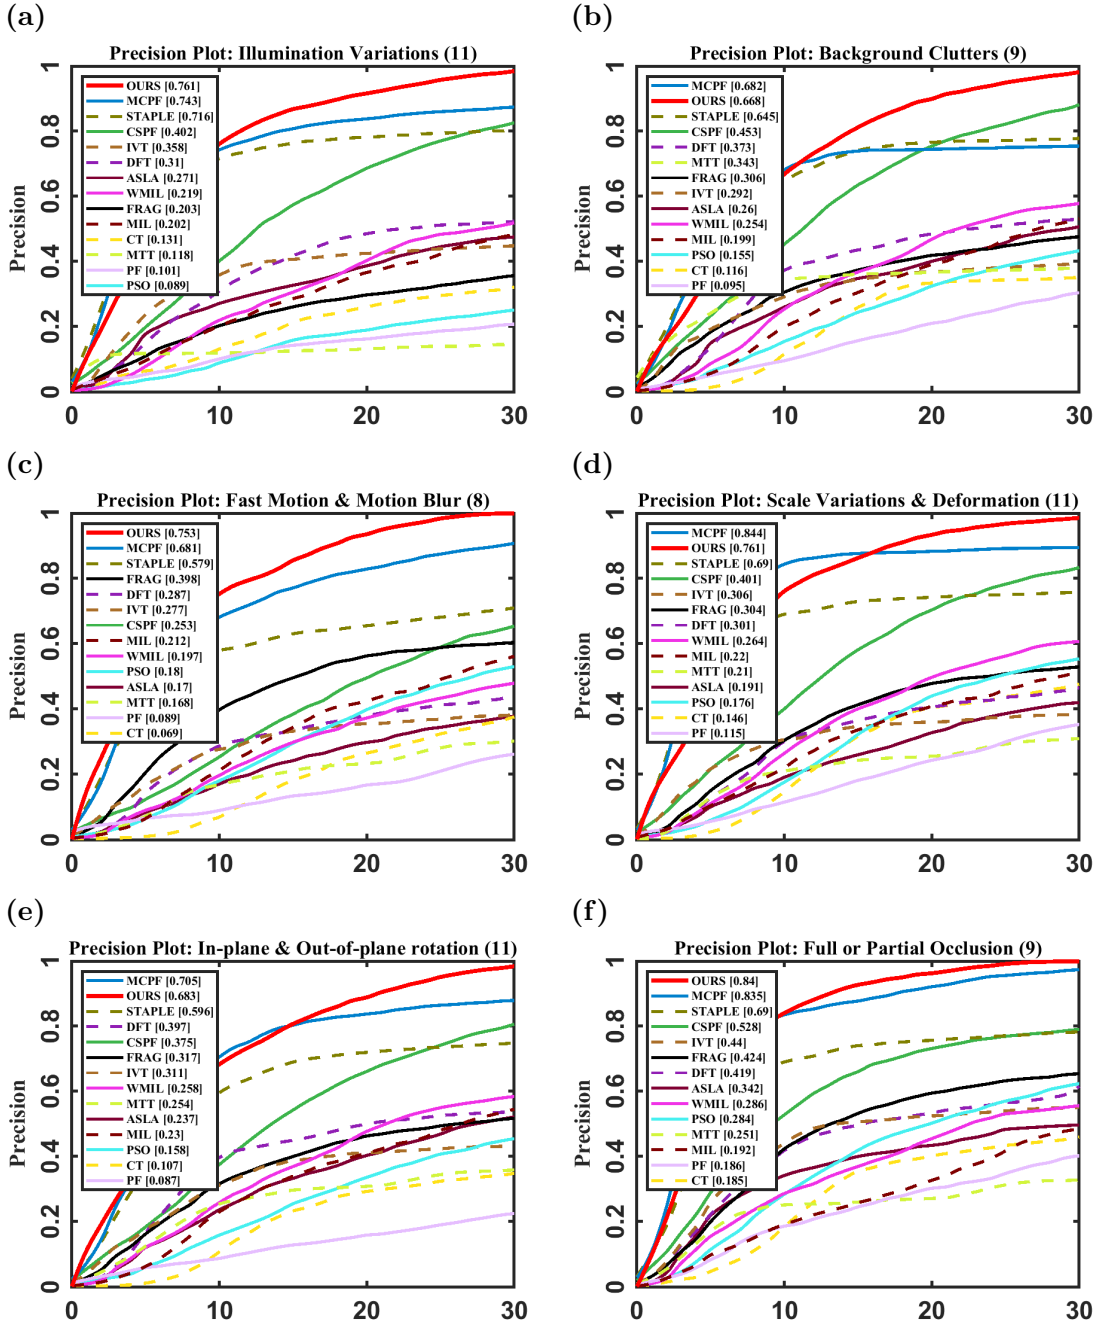 (a)
Precision Plot: Illumination Variations (11)
Precision
1
0.8
0.6
0.4
0.2
0
OURS [0.761]
MCPF [0.743]
STAPLE [0.716]
CSPF [0.402]
IVT [0.358]
DFT [0.31]
ASLA [0.271]
WMIL [0.219]
FRAG [0.203]
MIL [0.202]
CT [0.131]
MTT [0.118]
PF [0.101]
PSO [0.089]
0 10 20 30
(b)
Precision Plot: Background Clutters (9)
Precision
1
0.8
0.6
0.4
0.2
0
MCPF [0.682]
OURS [0.668]
STAPLE [0.645]
CSPF [0.453]
DFT [0.373]
MTT [0.343]
FRAG [0.306]
IVT [0.292]
ASLA [0.26]
WMIL [0.254]
MIL [0.199]
PSO [0.155]
CT [0.116]
PF [0.095]
0 10 20 30
(c)
Precision Plot: Fast Motion & Motion Blur (8)
Precision
1
0.8
0.6
0.4
0.2
0
OURS [0.753]
MCPF [0.681]
STAPLE [0.579]
FRAG [0.398]
DFT [0.287]
IVT [0.277]
CSPF [0.253]
MIL [0.212]
WMIL [0.197]
PSO [0.18]
ASLA [0.17]
MTT [0.168]
PF [0.089]
CT [0.069]
0 10 20 30
(d)
Precision Plot: Scale Variations & Deformation (11)
Precision
1
0.8
0.6
0.4
0.2
0
MCPF [0.844]
OURS [0.761]
STAPLE [0.69]
CSPF [0.401]
IVT [0.306]
FRAG [0.304]
DFT [0.301]
WMIL [0.264]
MIL [0.22]
MTT [0.21]
ASLA [0.191]
PSO [0.176]
CT [0.146]
PF [0.115]
0 10 20 30
(e)
Precision Plot: In-plane & Out-of-plane rotation (11)
Precision
1
0.8
0.6
0.4
0.2
0
MCPF [0.705]
OURS [0.683]
STAPLE [0.596]
DFT [0.397]
CSPF [0.375]
FRAG [0.317]
IVT [0.311]
WMIL [0.258]
MTT [0.254]
ASLA [0.237]
MIL [0.23]
PSO [0.158]
CT [0.107]
PF [0.087]
0 10 20 30
(f)
Precision Plot: Full or Partial Occlusion (9)
Precision
1
0.8
0.6
0.4
0.2
0
OURS [0.84]
MCPF [0.835]
STAPLE [0.69]
CSPF [0.528]
IVT [0.44]
FRAG [0.424]
DFT [0.419]
ASLA [0.342]
WMIL [0.286]
PSO [0.284]
MTT [0.251]
MIL [0.192]
PF [0.186]
CT [0.185]
0 10 20 30